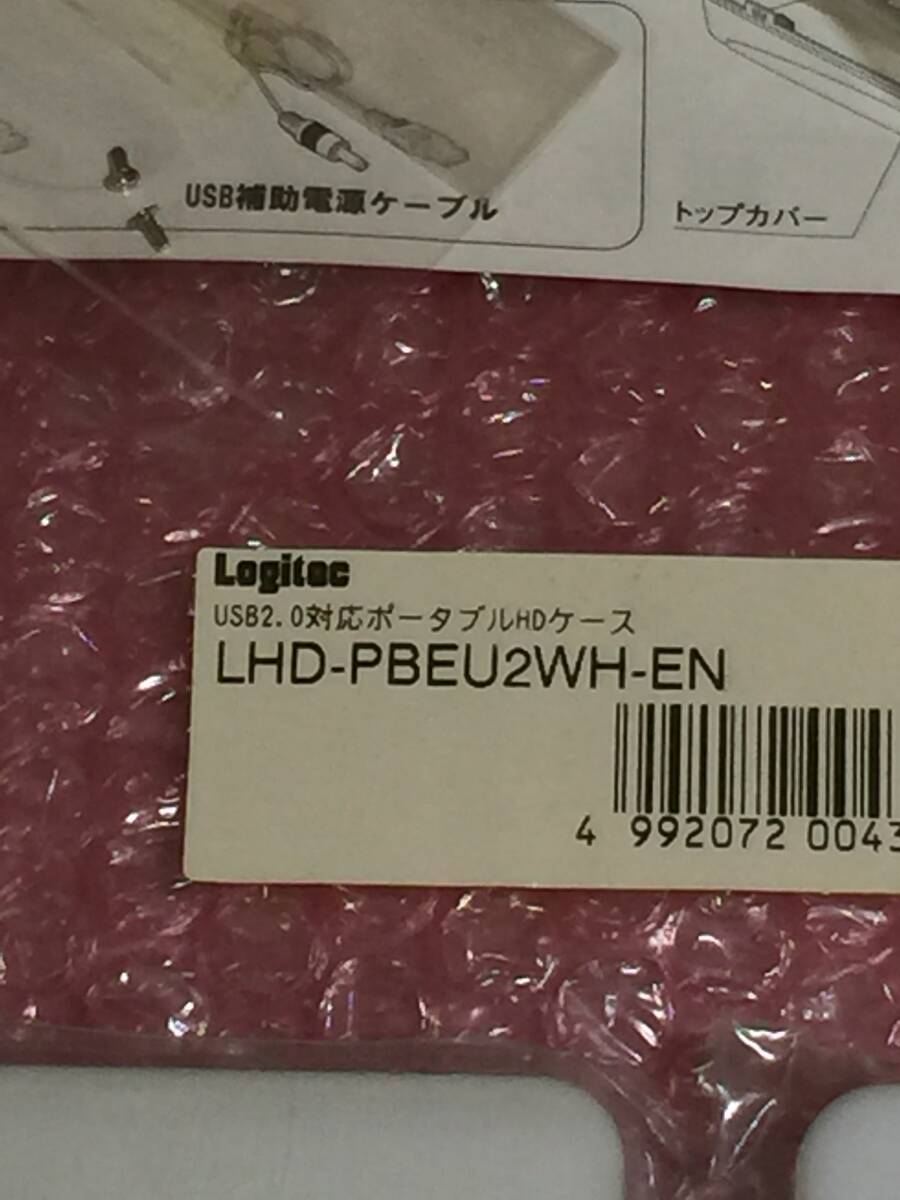 USB補助電源ケーブル
トップカバー
Logitec
USB2.0対応ポータブルHDケース
LHD-PBEU2WH-EN
4 992072 0043